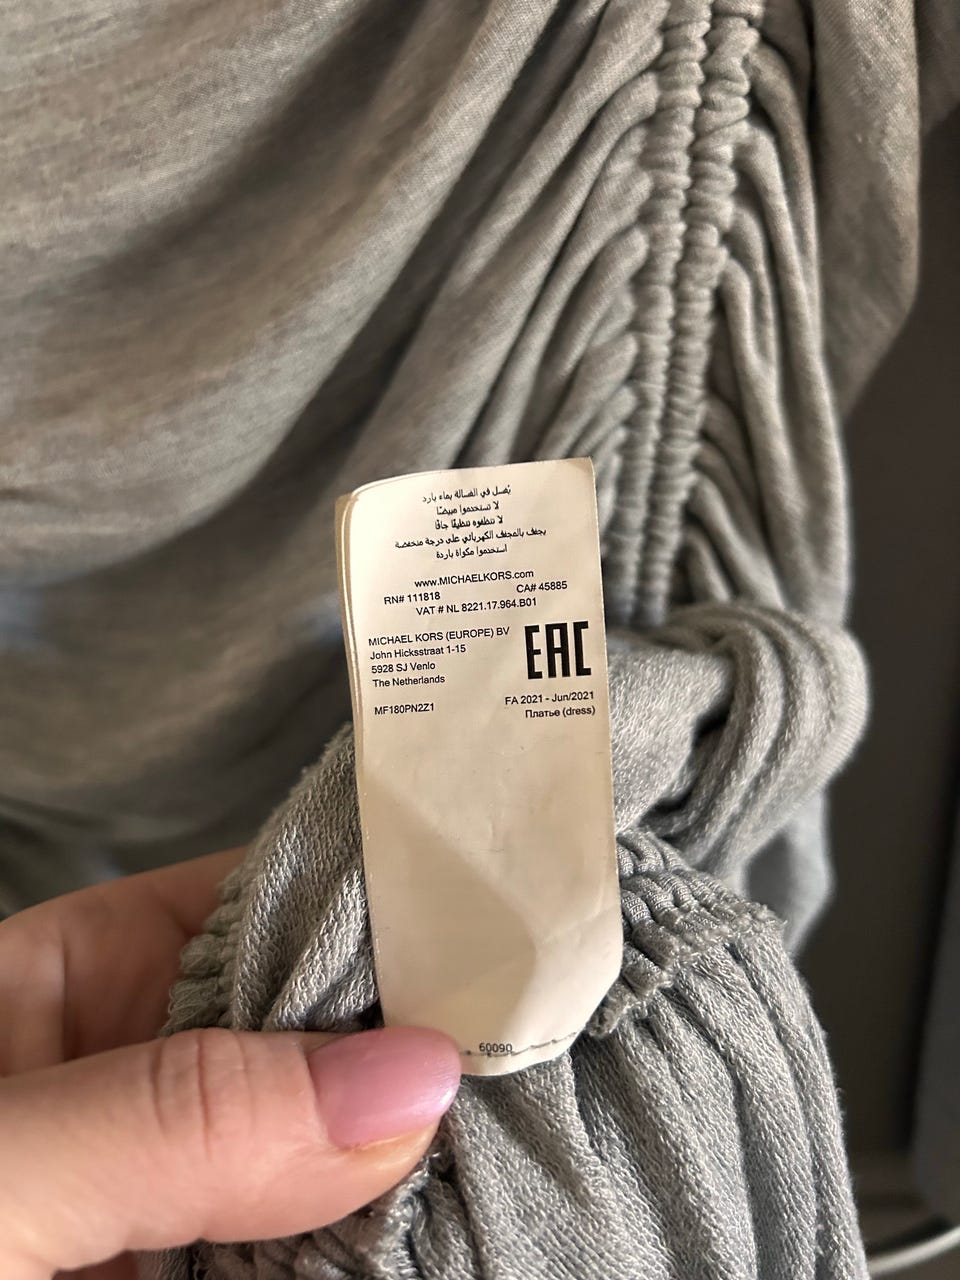 يُغسل في الغسالة بماء بارد
لا تستخدموا مبيضًا
لا تنظفوه تنظيفًا جافًا
يجفف بالمجفف الكهربائي على درجة منخفضة
استخدموا مكواة باردة
www.MICHAELKORS.com
RN# 111818 CA# 45885
VAT # NL 8221.17.964.B01
MICHAEL KORS (EUROPE) BV
John Hicksstraat 1-15
5928 SJ Venlo
The Netherlands
EAC
MF180PN2Z1
FA 2021 - Jun/2021
Платье (dress)
60090